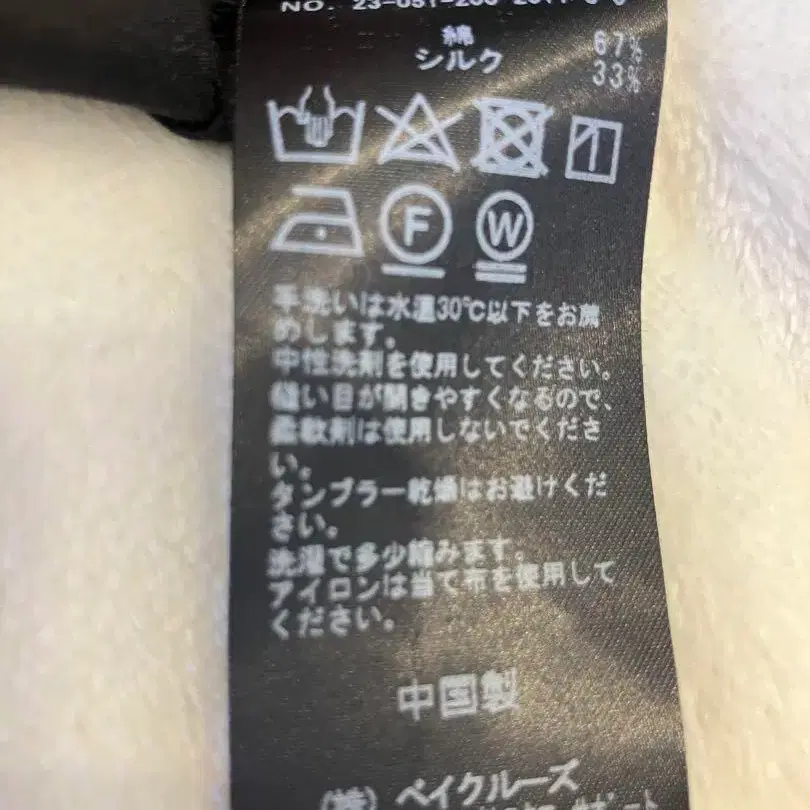 綿 67%
シルク 33%
F W
手洗いは水温30℃以下をお薦
めします。
中性洗剤を使用してください。
縫い目が開きやすくなるので、
柔軟剤は使用しないでくださ
い。
タンブラー乾燥はお避けくだ
さい。
洗濯で多少縮みます。
アイロンは当て布を使用して
ください。
中国製
(株) ベイクルーズ